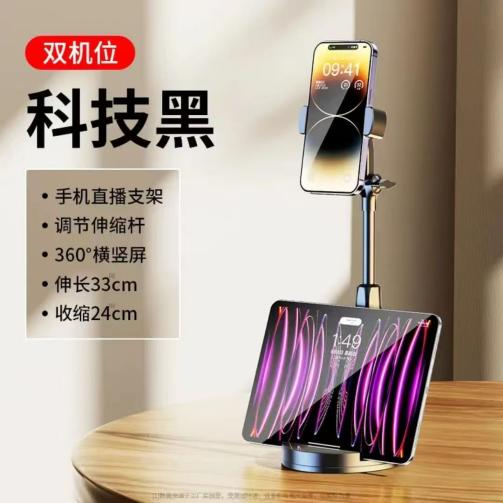 双机位
科技黑
• 手机直播支架
• 调节伸缩杆
• 360°横竖屏
• 伸长33cm
• 收缩24cm
09:41
1:49